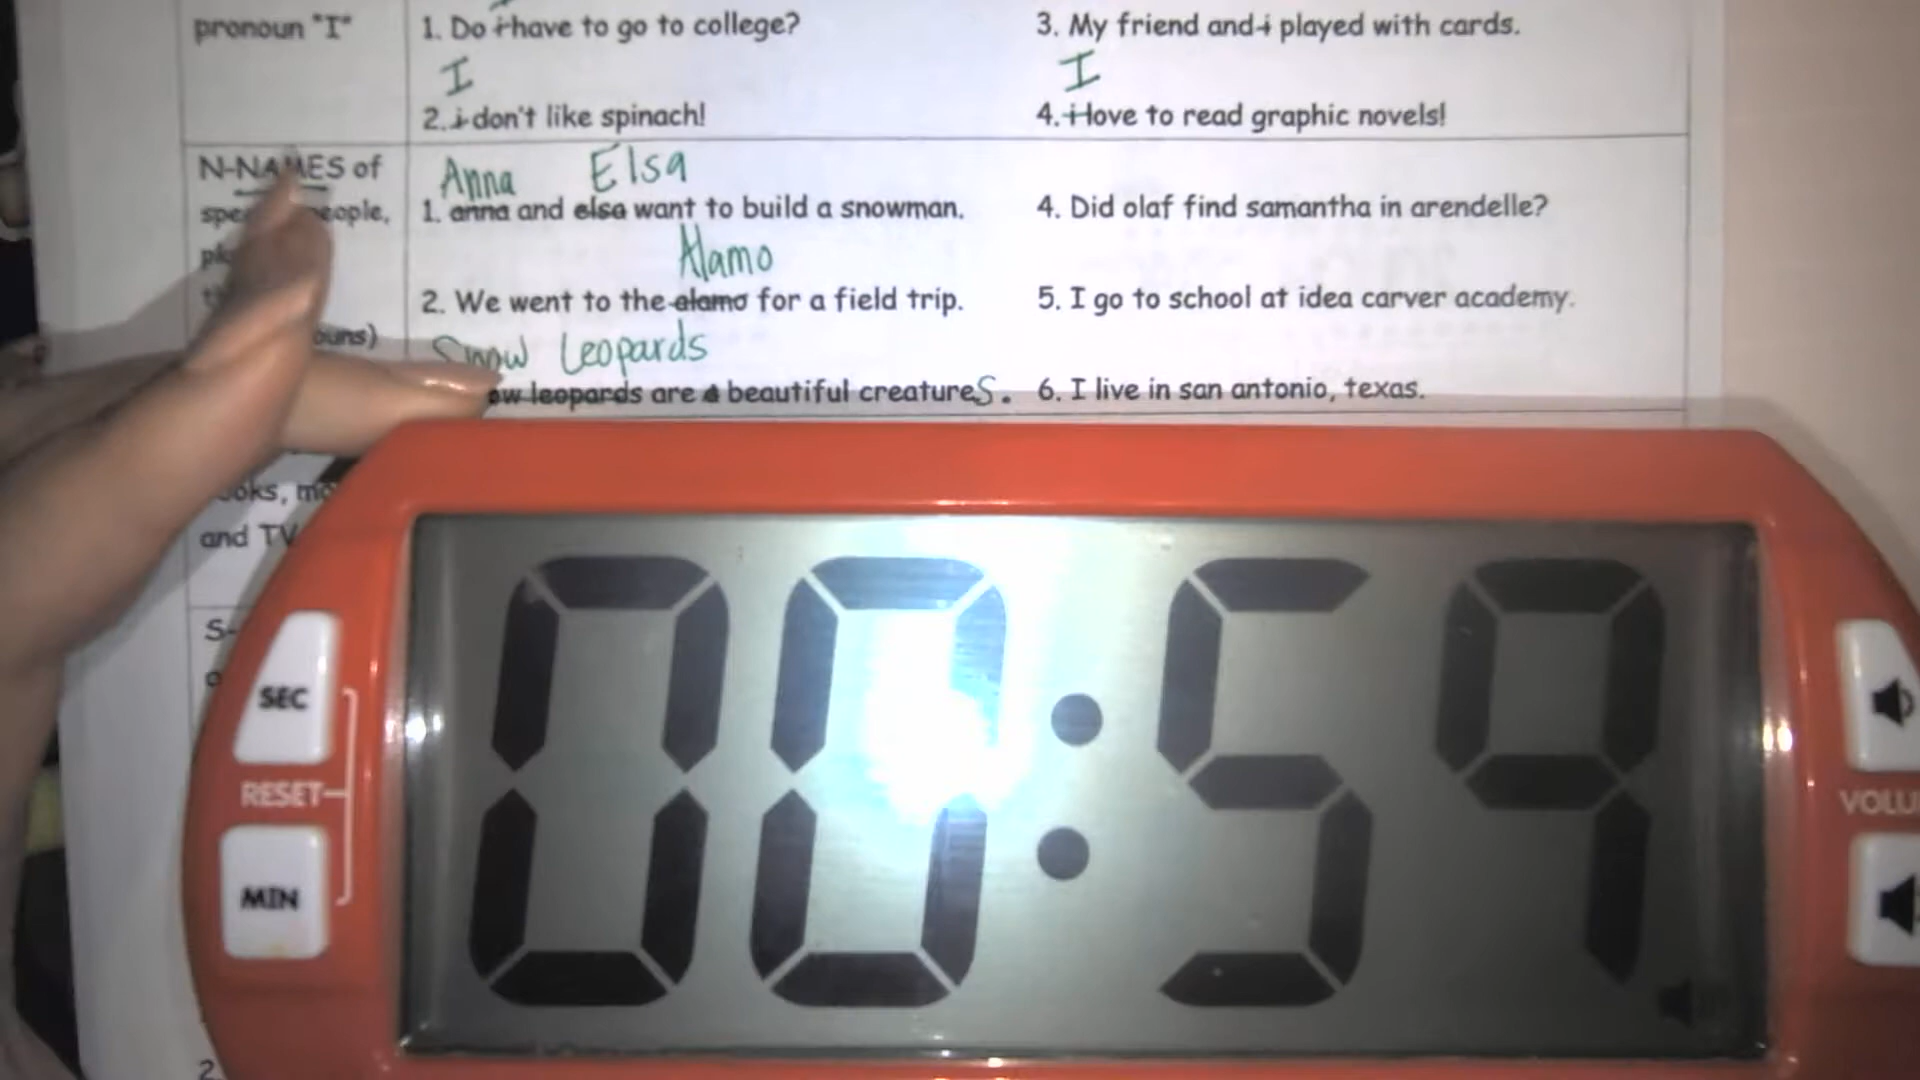 pronoun "I"
1. Do i have to go to college?
3. My friend and i played with cards.
I
I
2. i don't like spinach!
4. i love to read graphic novels!
N-NAMES of
people,
Anna Elsa
1. anna and elsa want to build a snowman.
4. Did olaf find samantha in arendelle?
Alamo
2. We went to the alamo for a field trip.
5. I go to school at idea carver academy.
Snow Leopards
leopards are a beautiful creatures.
6. I live in san antonio, texas.
and TV
S-
SEC
RESET
MIN
00:59
2.